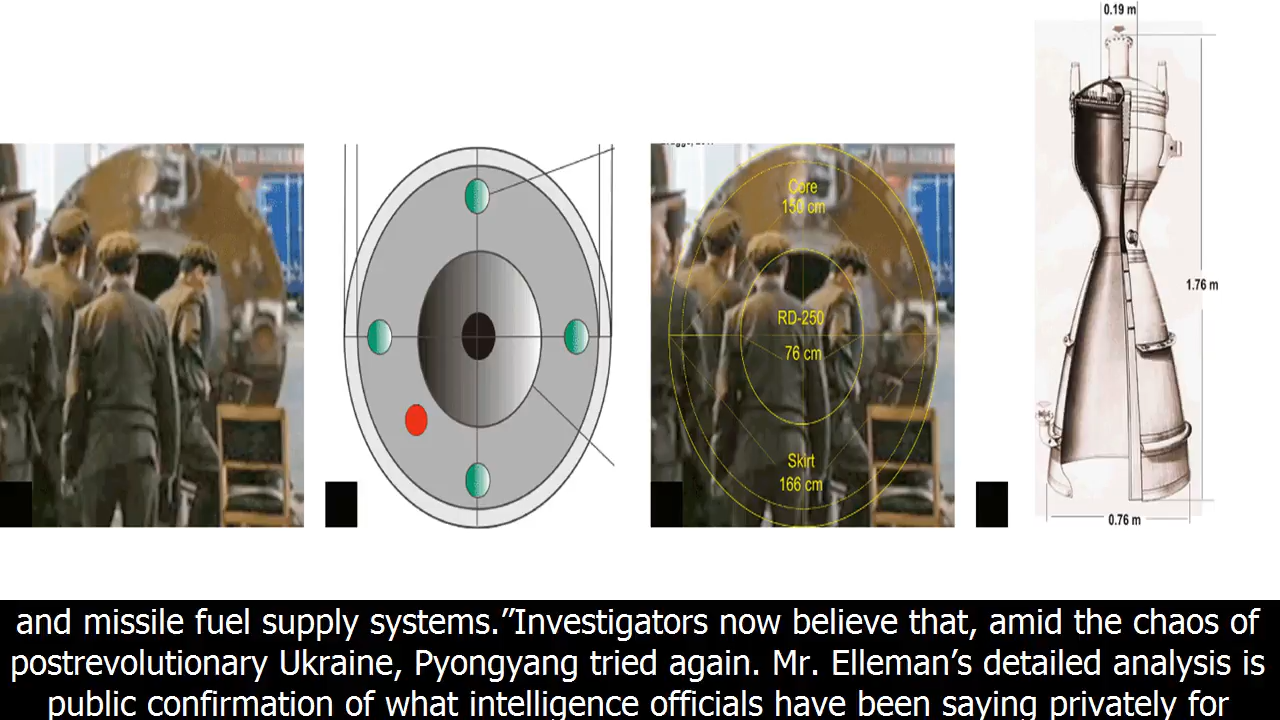 0.19 m
Core
150 cm
RD-250
76 cm
Skirt
166 cm
1.76 m
0.76 m
and missile fuel supply systems.”Investigators now believe that, amid the chaos of
postrevolutionary Ukraine, Pyongyang tried again. Mr. Elleman’s detailed analysis is
public confirmation of what intelligence officials have been saying privately for